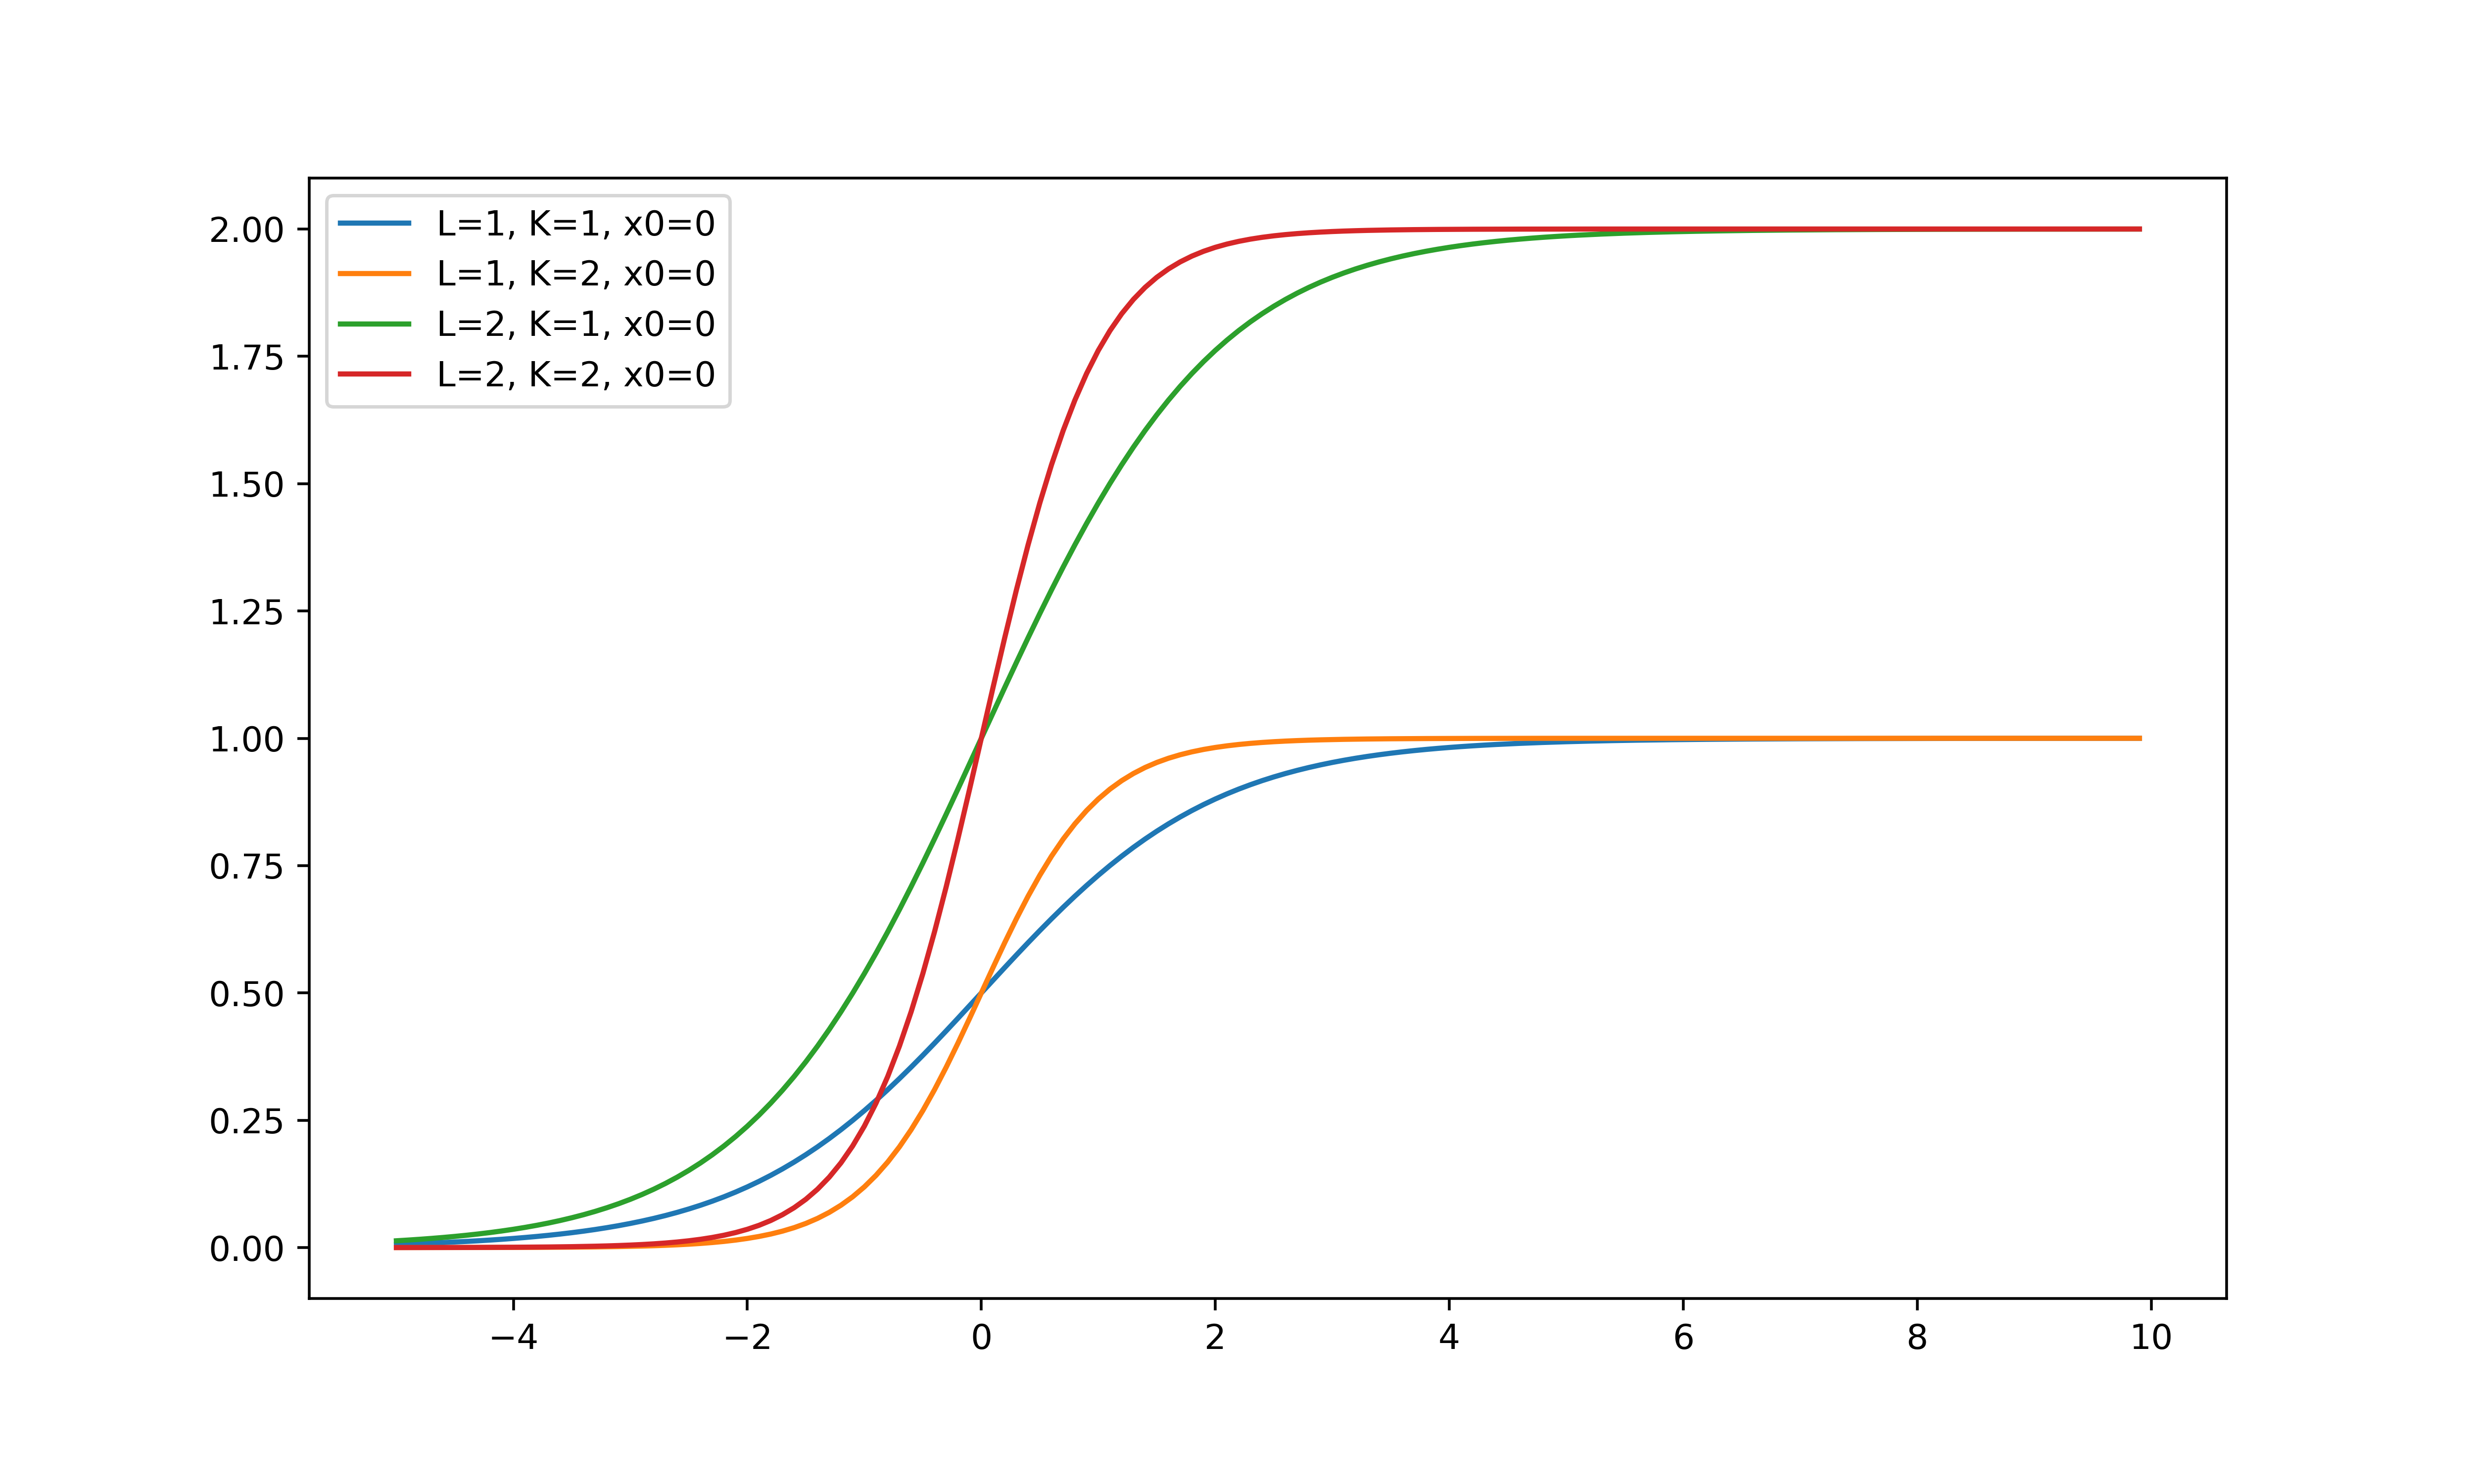 L=1, K=1, x0=0
L=1, K=2, x0=0
L=2, K=1, x0=0
L=2, K=2, x0=0
2.00
1.75
1.50
1.25
1.00
0.75
0.50
0.25
0.00
−4 −2 0 2 4 6 8 10